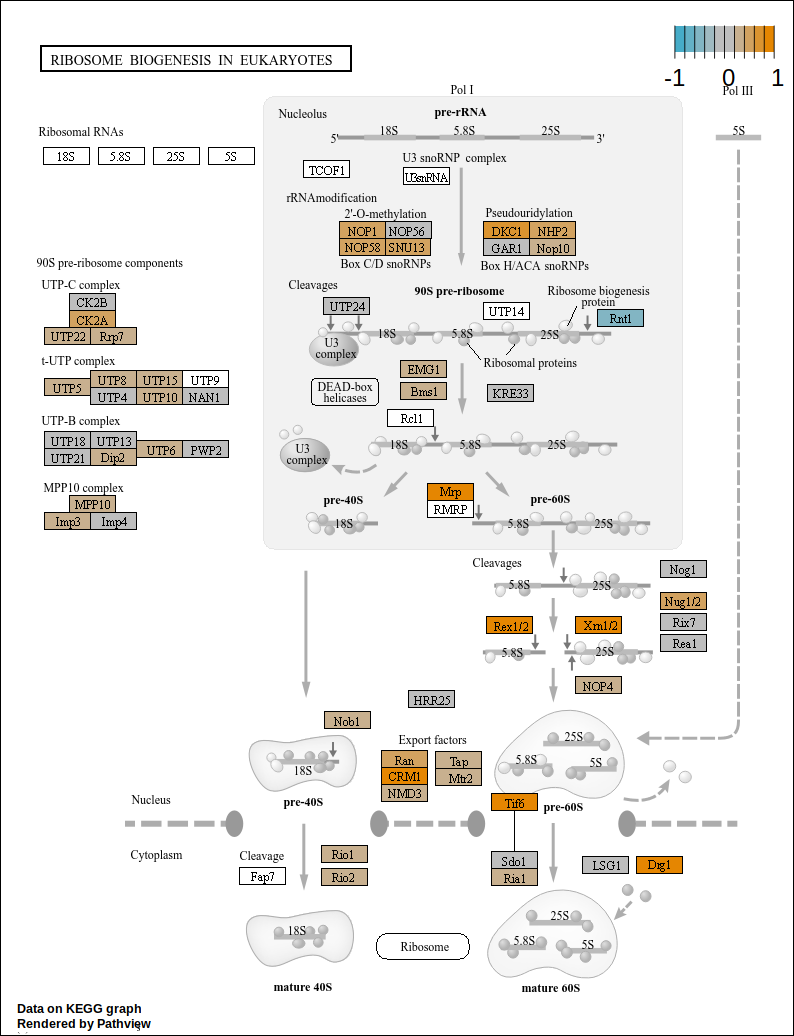 RIBOSOME BIOGENESIS IN EUKARYOTES
-1 0 1
Pol I
Pol III
Nucleolus
pre-rRNA
Ribosomal RNAs
18S 5.8S 25S 5S
5' 18S 5.8S 25S 3'
5S
TCOF1
U3 snoRNP complex
U3snRNA
rRNAmodification
2'-O-methylation
NOP1 NOP56
NOP58 SNU13
Box C/D snoRNPs
Pseudouridylation
DKC1 NHP2
GAR1 Nop10
Box H/ACA snoRNPs
90S pre-ribosome components
UTP-C complex
CK2B
CK2A
UTP22 Rrp7
t-UTP complex
UTP5 UTP8 UTP15 UTP9
UTP4 UTP10 NAN1
UTP-B complex
UTP18 UTP13
UTP21 Dip2
UTP6 PWP2
MPP10 complex
MPP10
Imp3 Imp4
Cleavages
UTP24
90S pre-ribosome
UTP14
Ribosome biogenesis
protein
Rnt1
18S 5.8S 25S
U3
complex
Ribosomal proteins
EMG1
Bms1
DEAD-box
helicases
KRE33
Rcl1
18S 5.8S 25S
U3
complex
pre-40S
Mrp
RMRP
pre-60S
18S
5.8S 25S
Cleavages
Nog1
5.8S 25S
Nug1/2
Rix7
Rea1
Rex1/2
Xrn1/2
5.8S
25S
NOP4
HRR25
Nob1
Export factors
Ran
CRM1
NMD3
Tap
Mtr2
18S
25S
5.8S
5S
pre-40S
Tif6
pre-60S
Nucleus
Cytoplasm
Cleavage
Fap7
Rio1
Rio2
Sdo1
Ria1
LSG1
Drg1
18S
Ribosome
25S
5.8S
5S
mature 40S
mature 60S
Data on KEGG graph
Rendered by Pathview